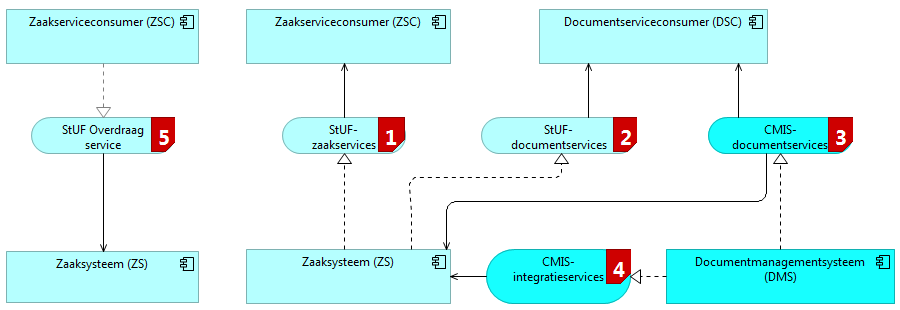 Zaakserviceconsumer (ZSC)
Zaakserviceconsumer (ZSC)
Documentserviceconsumer (DSC)
StUF Overdraag
service
5
StUF-
zaakservices
1
StUF-
documentservices
2
CMIS-
documentservices
3
Zaaksysteem (ZS)
Zaaksysteem (ZS)
CMIS-
integratieservices
4
Documentmanagementsysteem
(DMS)